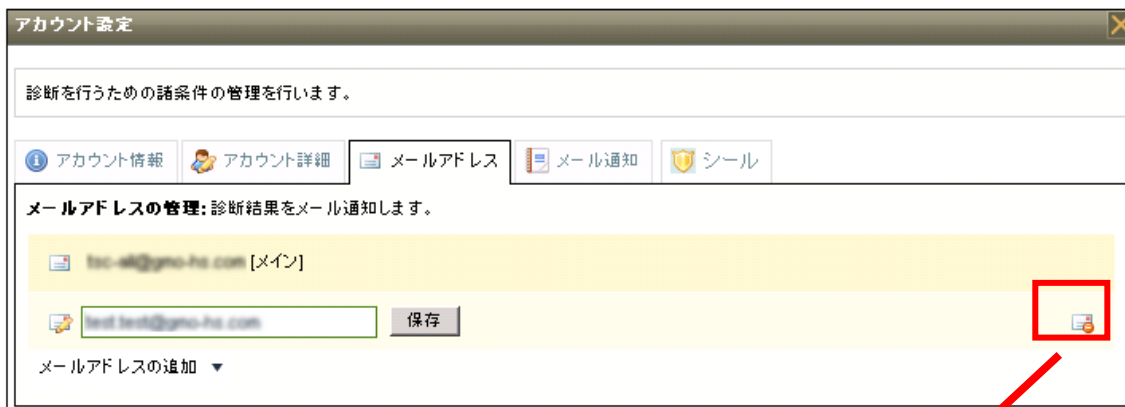 アカウント設定
診断を行うための諸条件の管理を行います。
アカウント情報 アカウント詳細 メールアドレス メール通知 シール
メールアドレスの管理: 診断結果をメール通知します。
[メイン]
保存
メールアドレスの追加 ▼